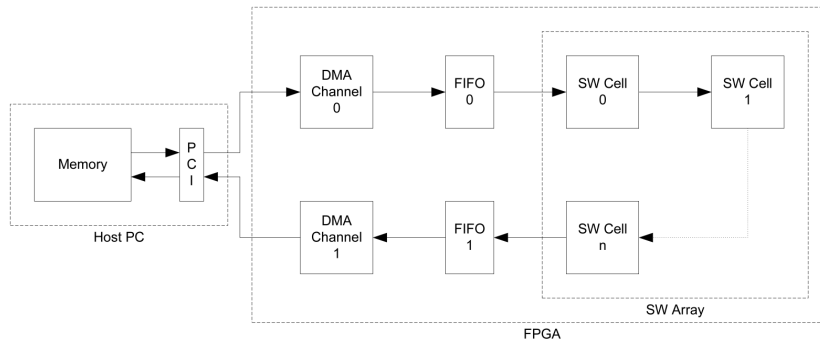 DMA
Channel
0
FIFO
0
SW Cell
0
SW Cell
1
Memory
P
C
I
Host PC
DMA
Channel
1
FIFO
1
SW Cell
n
SW Array
FPGA